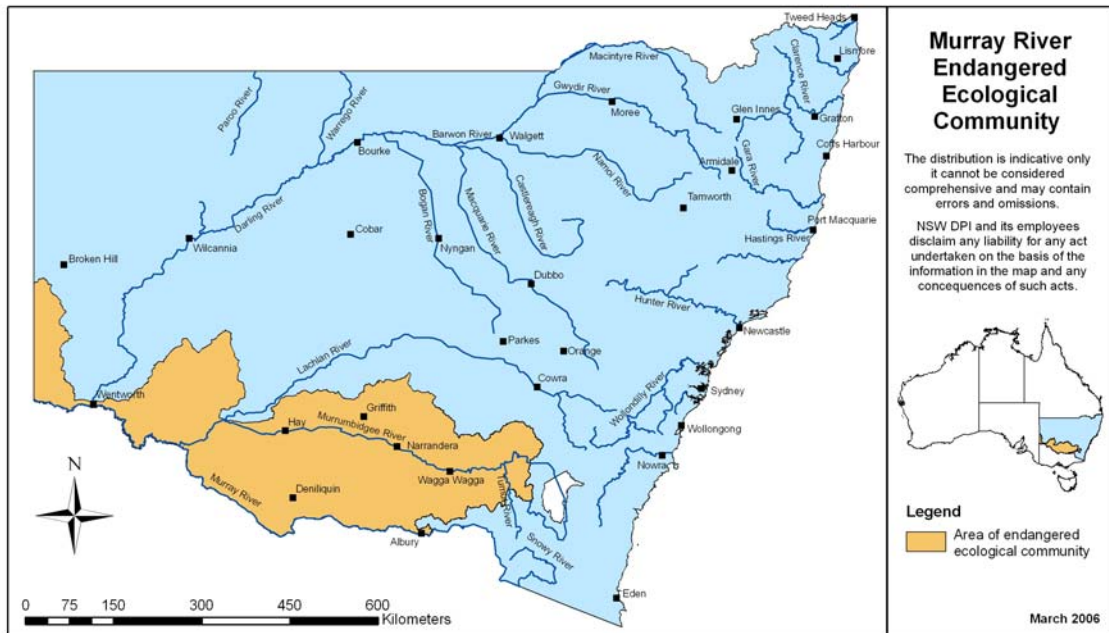 Tweed Heads
Macintyre River
Clarence River
Lismore
Paroo River
Warrego River
Gwydir River
Moree
Glen Innes
Grafton
Barwon River
Walgett
Bourke
Coffs Harbour
Namoi River
Armidale
Gara River
Bogan River
Macquarie River
Castlereagh River
Tamworth
Darling River
Port Macquarie
Cobar
Nyngan
Hastings River
Wilcannia
Broken Hill
Dubbo
Hunter River
Newcastle
Parkes
Orange
Lachlan River
Cowra
Wollondilly River
Sydney
Wentworth
Griffith
Hay
Murrumbidgee River
Narrandera
Wollongong
Nowra
Wagga Wagga
Murray River
Deniliquin
Tumut River
N
Albury
Snowy River
Eden
0 75 150 300 450 600
Kilometers
Murray River
Endangered
Ecological
Community
The distribution is indicative only
it cannot be considered
comprehensive and may contain
errors and omissions.
NSW DPI and its employees
disclaim any liability for any act
undertaken on the basis of the
information in the map and any
concequences of such acts.
Legend
Area of endangered
ecological community
March 2006